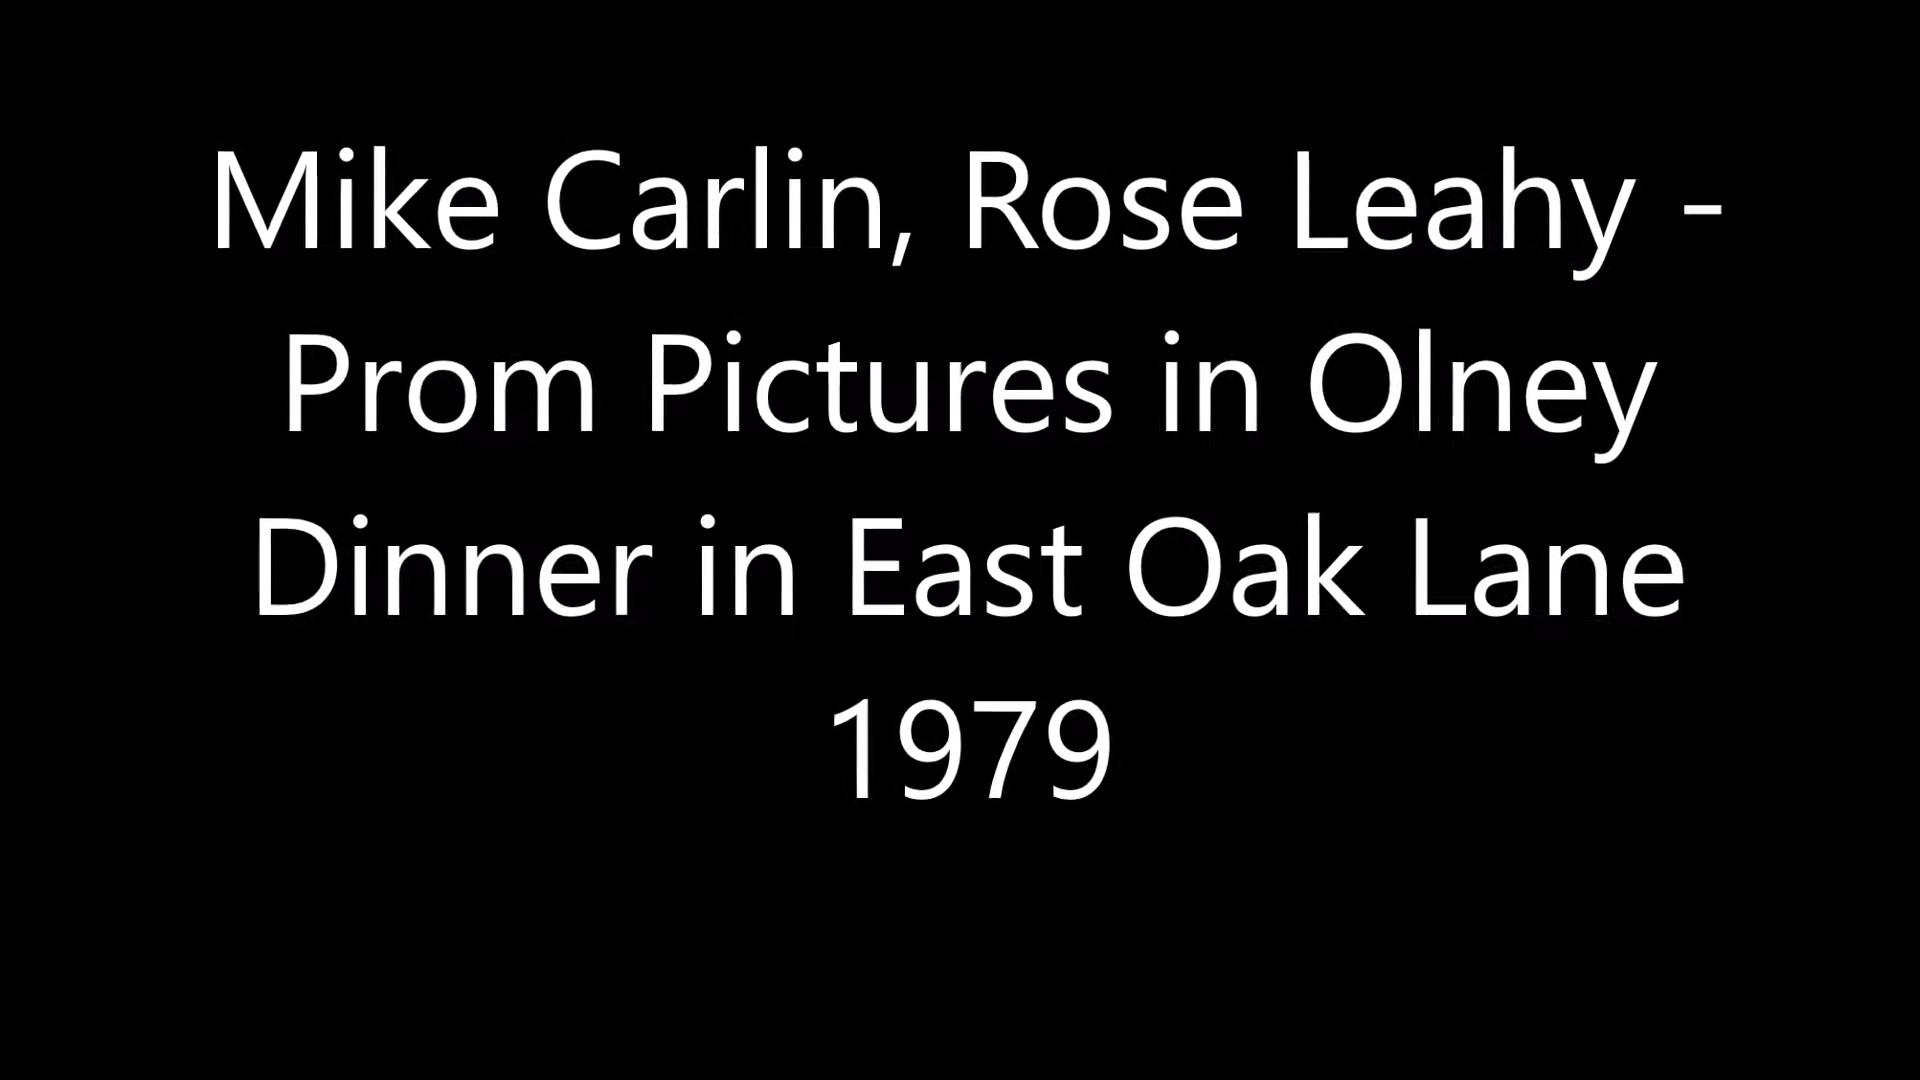 Mike Carlin, Rose Leahy -
Prom Pictures in Olney
Dinner in East Oak Lane
1979